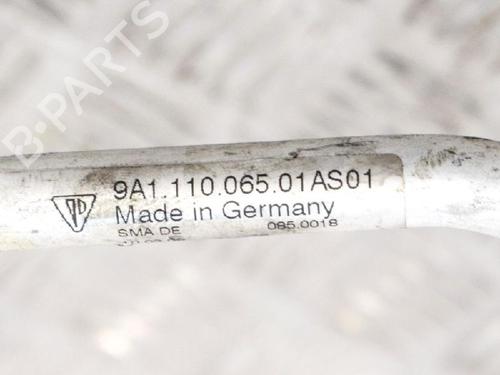 B-PARTS
9A1.110.065.01AS01
Made in Germany
SMA DE 085.0018